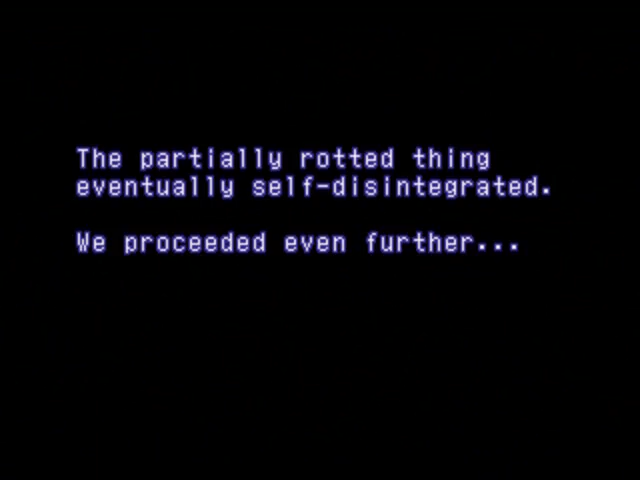 The partially rotted thing
eventually self-disintegrated.
We proceeded even further...